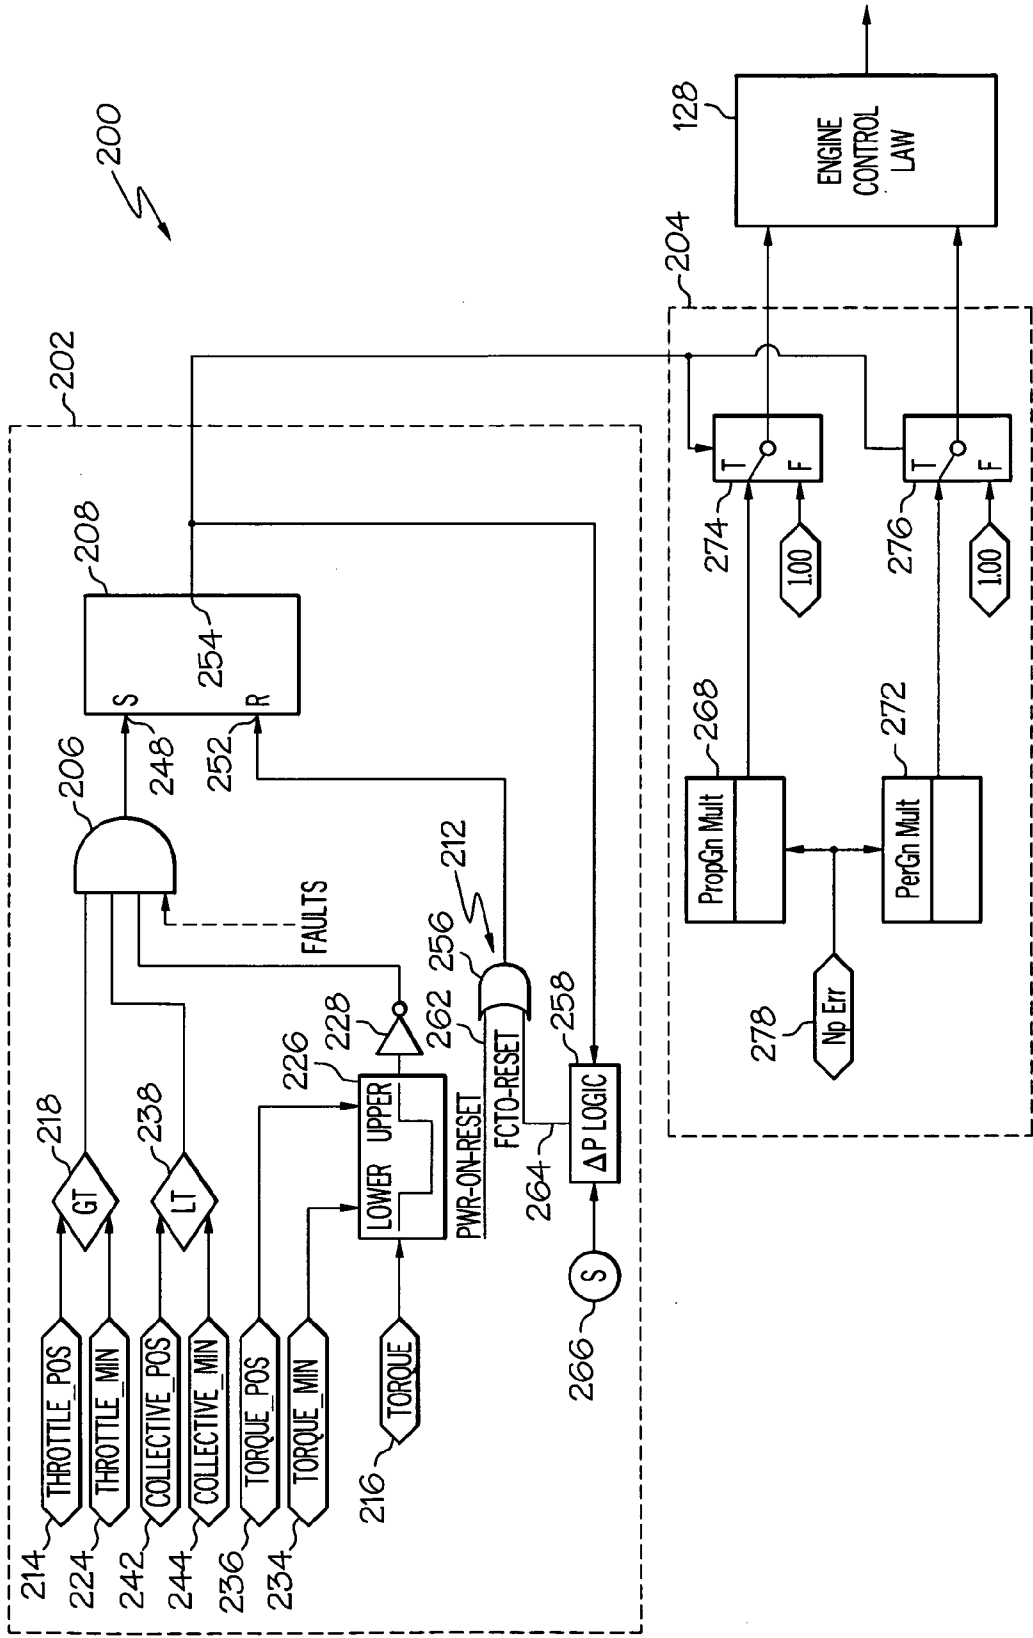 200
202
208
S
254
R
206
248
252
FAULTS
218
GT
238
LT
226
228
LOWER UPPER
256
212
262
PWR-ON-RESET
FCTO-RESET
258
264
ΔP LOGIC
S
266
214
THROTTLE_POS
224
THROTTLE_MIN
242
COLLECTIVE_POS
244
COLLECTIVE_MIN
236
TORQUE_POS
234
TORQUE_MIN
216
TORQUE
128
ENGINE
CONTROL
LAW
204
T
F
274
1.00
T
F
276
1.00
268
PropGn Mult
272
PerGn Mult
278
Np Err